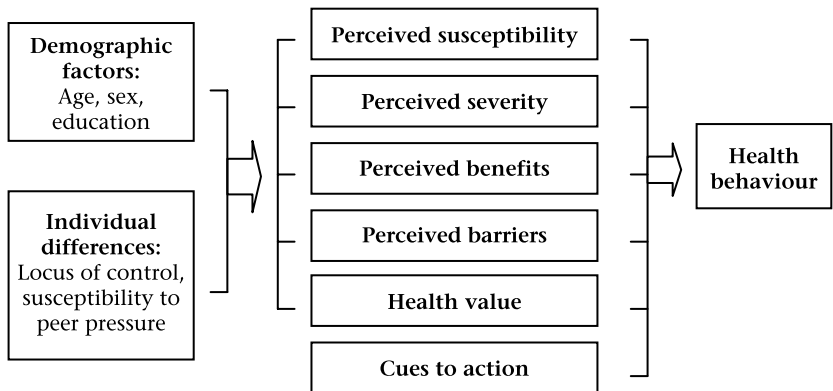 Demographic
factors:
Age, sex,
education
Individual
differences:
Locus of control,
susceptibility to
peer pressure
Perceived susceptibility
Perceived severity
Perceived benefits
Perceived barriers
Health value
Cues to action
Health
behaviour